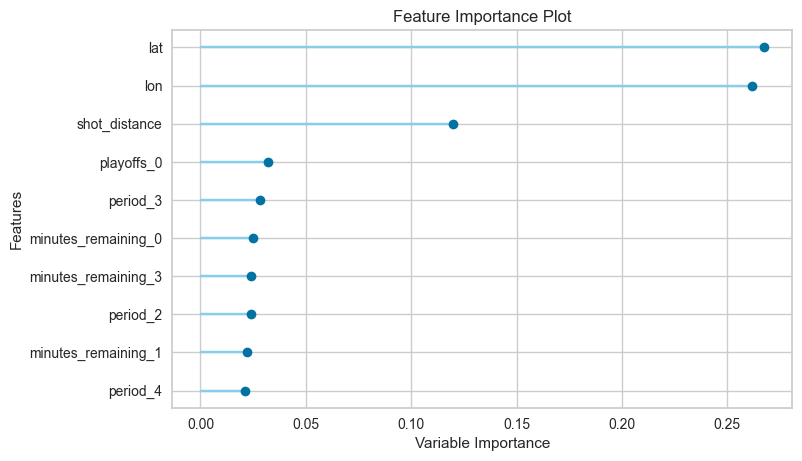 Feature Importance Plot
Features
lat
lon
shot_distance
playoffs_0
period_3
minutes_remaining_0
minutes_remaining_3
period_2
minutes_remaining_1
period_4
0.00 0.05 0.10 0.15 0.20 0.25
Variable Importance